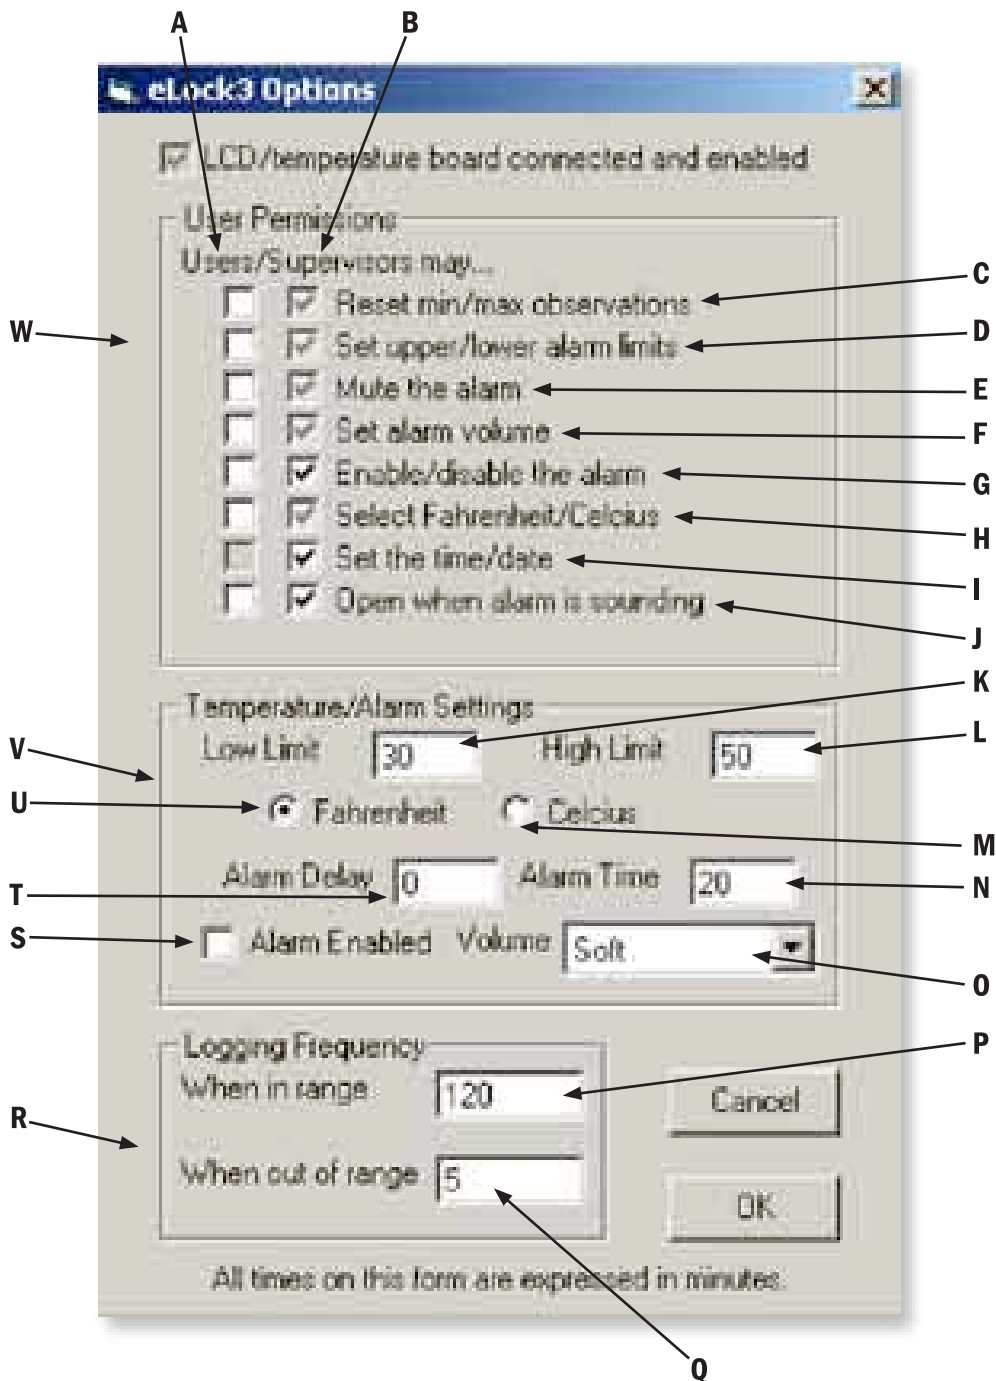 A B
eLock3 Options
LCD/temperature board connected and enabled
User Permissions
Users/Supervisors may...
Reset min/max observations C
W Set upper/lower alarm limits D
Mute the alarm E
Set alarm volume F
Enable/disable the alarm G
Select Fahrenheit/Celcius H
Set the time/date I
Open when alarm is sounding J
Temperature/Alarm Settings K
V Low Limit 30 High Limit 50 L
U Fahrenheit Celcius M
T Alarm Delay 0 Alarm Time 20 N
S Alarm Enabled Volume Soft O
Logging Frequency P
When in range 120 Cancel
R
When out of range 5
OK
All times on this form are expressed in minutes.
Q